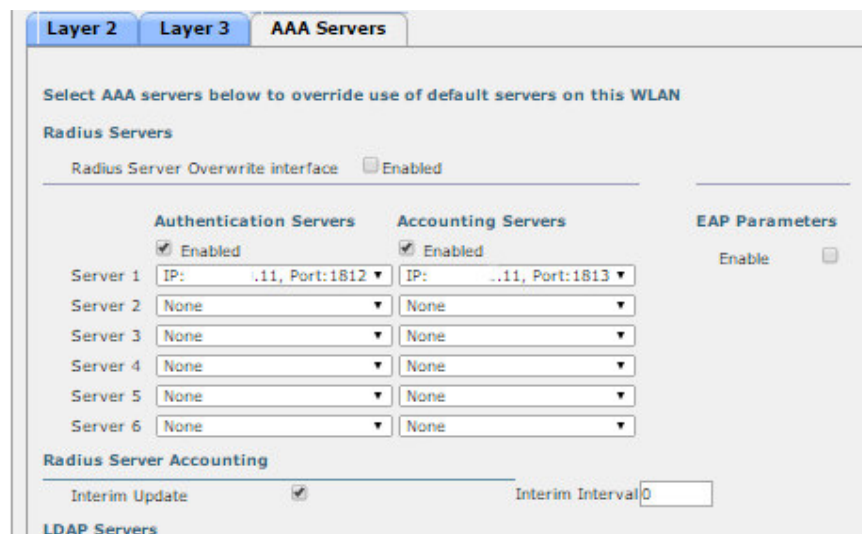 Layer 2 Layer 3 AAA Servers
Select AAA servers below to override use of default servers on this WLAN
Radius Servers
Radius Server Overwrite interface Enabled
Authentication Servers Accounting Servers EAP Parameters
Enabled Enabled Enable
Server 1 IP: .11, Port:1812 IP: ..11, Port:1813
Server 2 None None
Server 3 None None
Server 4 None None
Server 5 None None
Server 6 None None
Radius Server Accounting
Interim Update Interim Interval 0
LDAP Servers